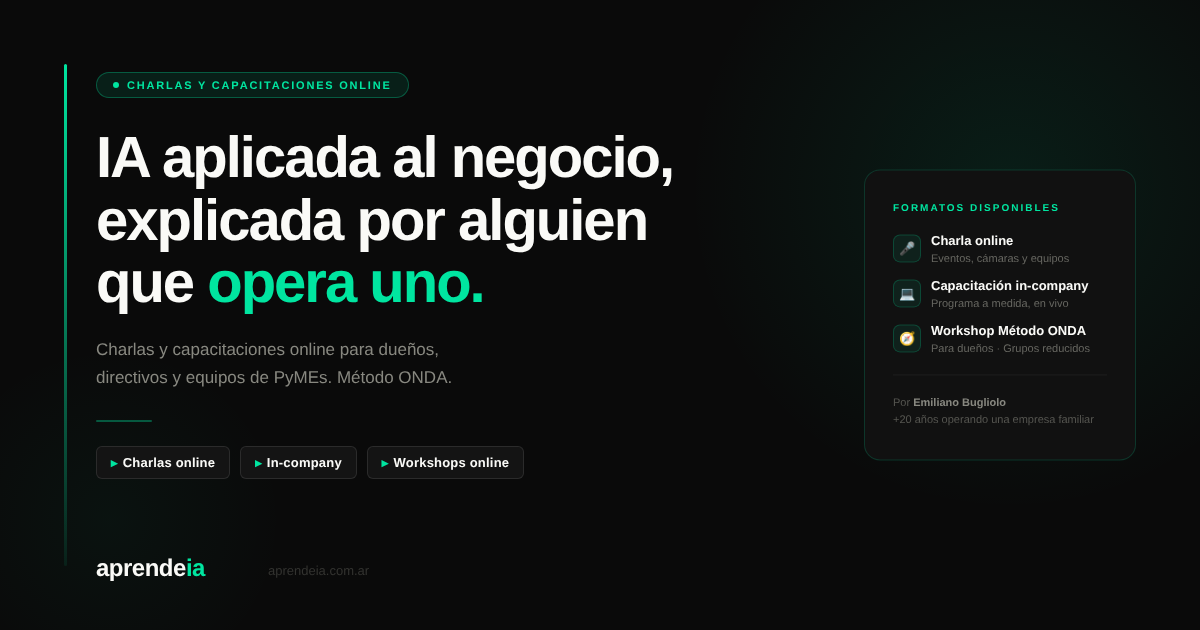 CHARLAS Y CAPACITACIONES ONLINE
IA aplicada al negocio,
explicada por alguien
que opera uno.
Charlas y capacitaciones online para dueños,
directivos y equipos de PyMEs. Método ONDA.
▶ Charlas online
▶ In-company
▶ Workshops online
aprendeia
aprendeia.com.ar
FORMATOS DISPONIBLES
Charla online
Eventos, cámaras y equipos
Capacitación in-company
Programa a medida, en vivo
Workshop Método ONDA
Para dueños · Grupos reducidos
Por Emiliano Bugliolo
+20 años operando una empresa familiar